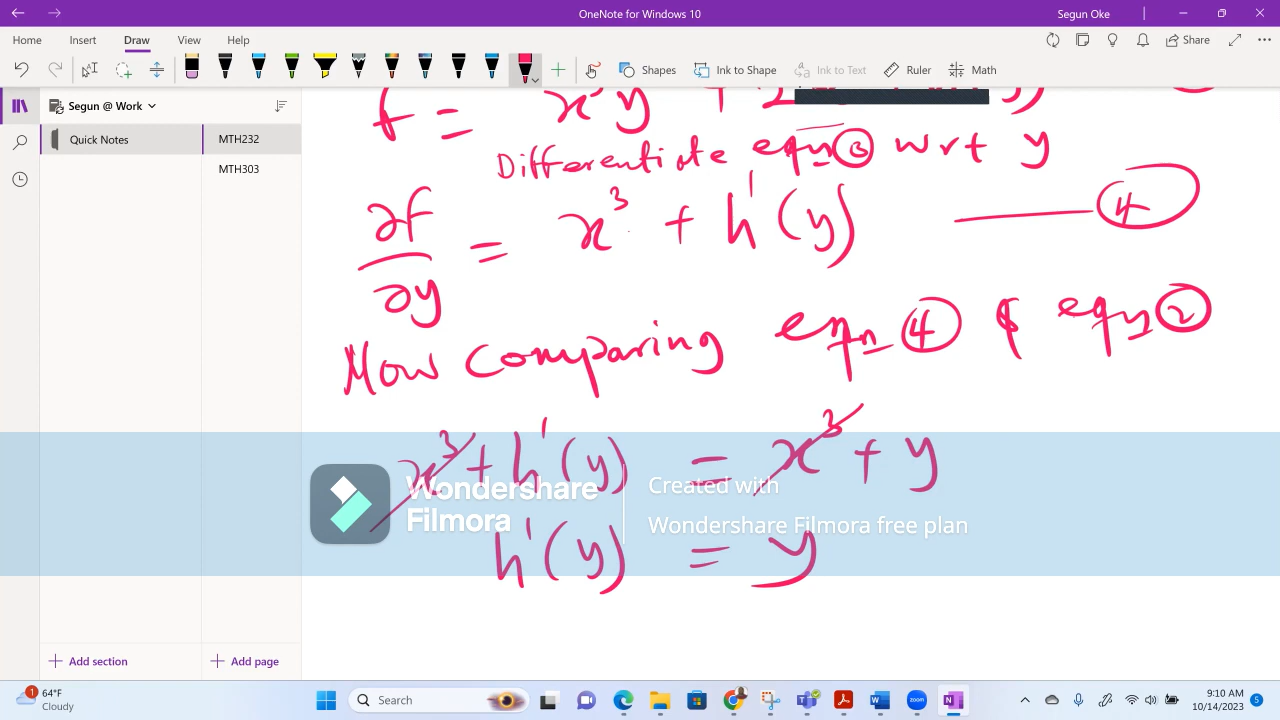 OneNote for Windows 10
Segun Oke
Home Insert Draw View Help
Share
Shapes Ink to Shape Ink to Text Ruler Math
Segun @ Work
Quick Notes
MTH232
MTH303
Differentiate eqn ③ wrt y
∂f/∂y = x³ + h'(y) ④
Now comparing eqn ④ & eqn ②
x³ + h'(y) = x³ + y
h'(y) = y
Wondershare Filmora
Created with
Wondershare Filmora free plan
Add section
Add page
1
64°F
Cloudy
Search
zoom
9:10 AM
10/14/2023
5